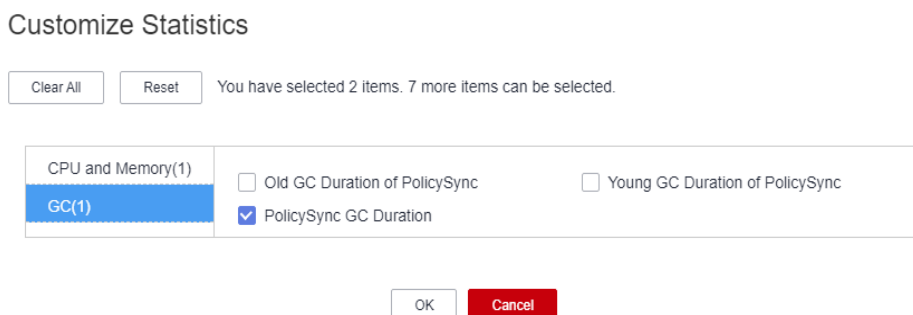 Customize Statistics
Clear All Reset You have selected 2 items. 7 more items can be selected.
CPU and Memory(1)
Old GC Duration of PolicySync Young GC Duration of PolicySync
GC(1)
PolicySync GC Duration
OK Cancel